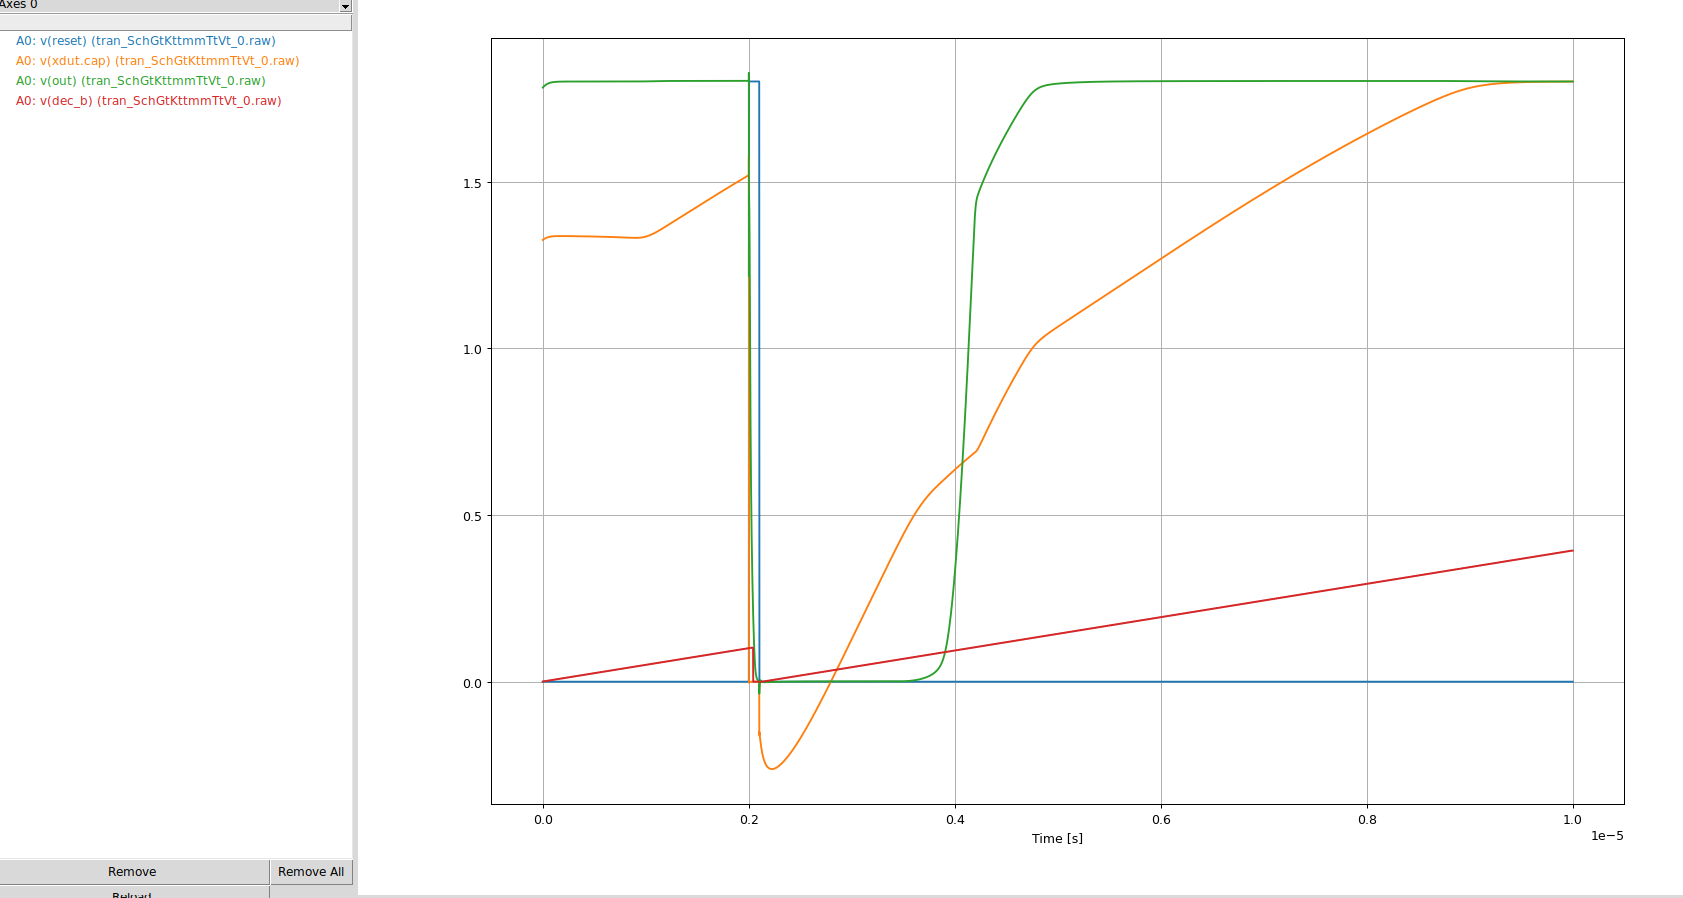 Axes 0
A0: v(reset) (tran_SchGtKttmmTtVt_0.raw)
A0: v(xdut.cap) (tran_SchGtKttmmTtVt_0.raw)
A0: v(out) (tran_SchGtKttmmTtVt_0.raw)
A0: v(dec_b) (tran_SchGtKttmmTtVt_0.raw)
1.5
1.0
0.5
0.0
0.0 0.2 0.4 0.6 0.8 1.0
Time [s]
1e−5
Remove Remove All
Reload